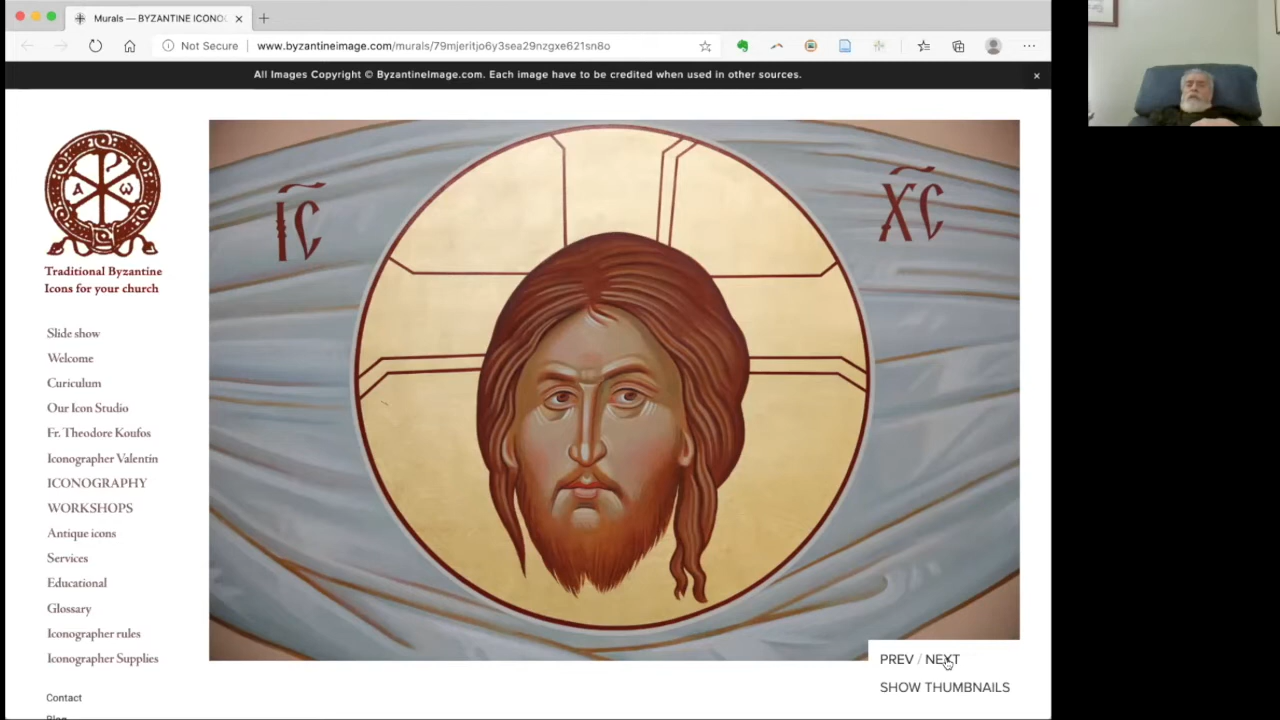 Murals — BYZANTINE ICONO
Not Secure
www.byzantineimage.com/murals/79mjeritjo6y3sea29nzgxe621sn8o
All Images Copyright © ByzantineImage.com. Each image have to be credited when used in other sources.
Α Ρ ω
Traditional Byzantine
Icons for your church
Slide show
Welcome
Curiculum
Our Icon Studio
Fr. Theodore Koufos
Iconographer Valentin
ICONOGRAPHY
WORKSHOPS
Antique icons
Services
Educational
Glossary
Iconographer rules
Iconographer Supplies
Contact
Blog
IC XC
PREV / NEXT
SHOW THUMBNAILS